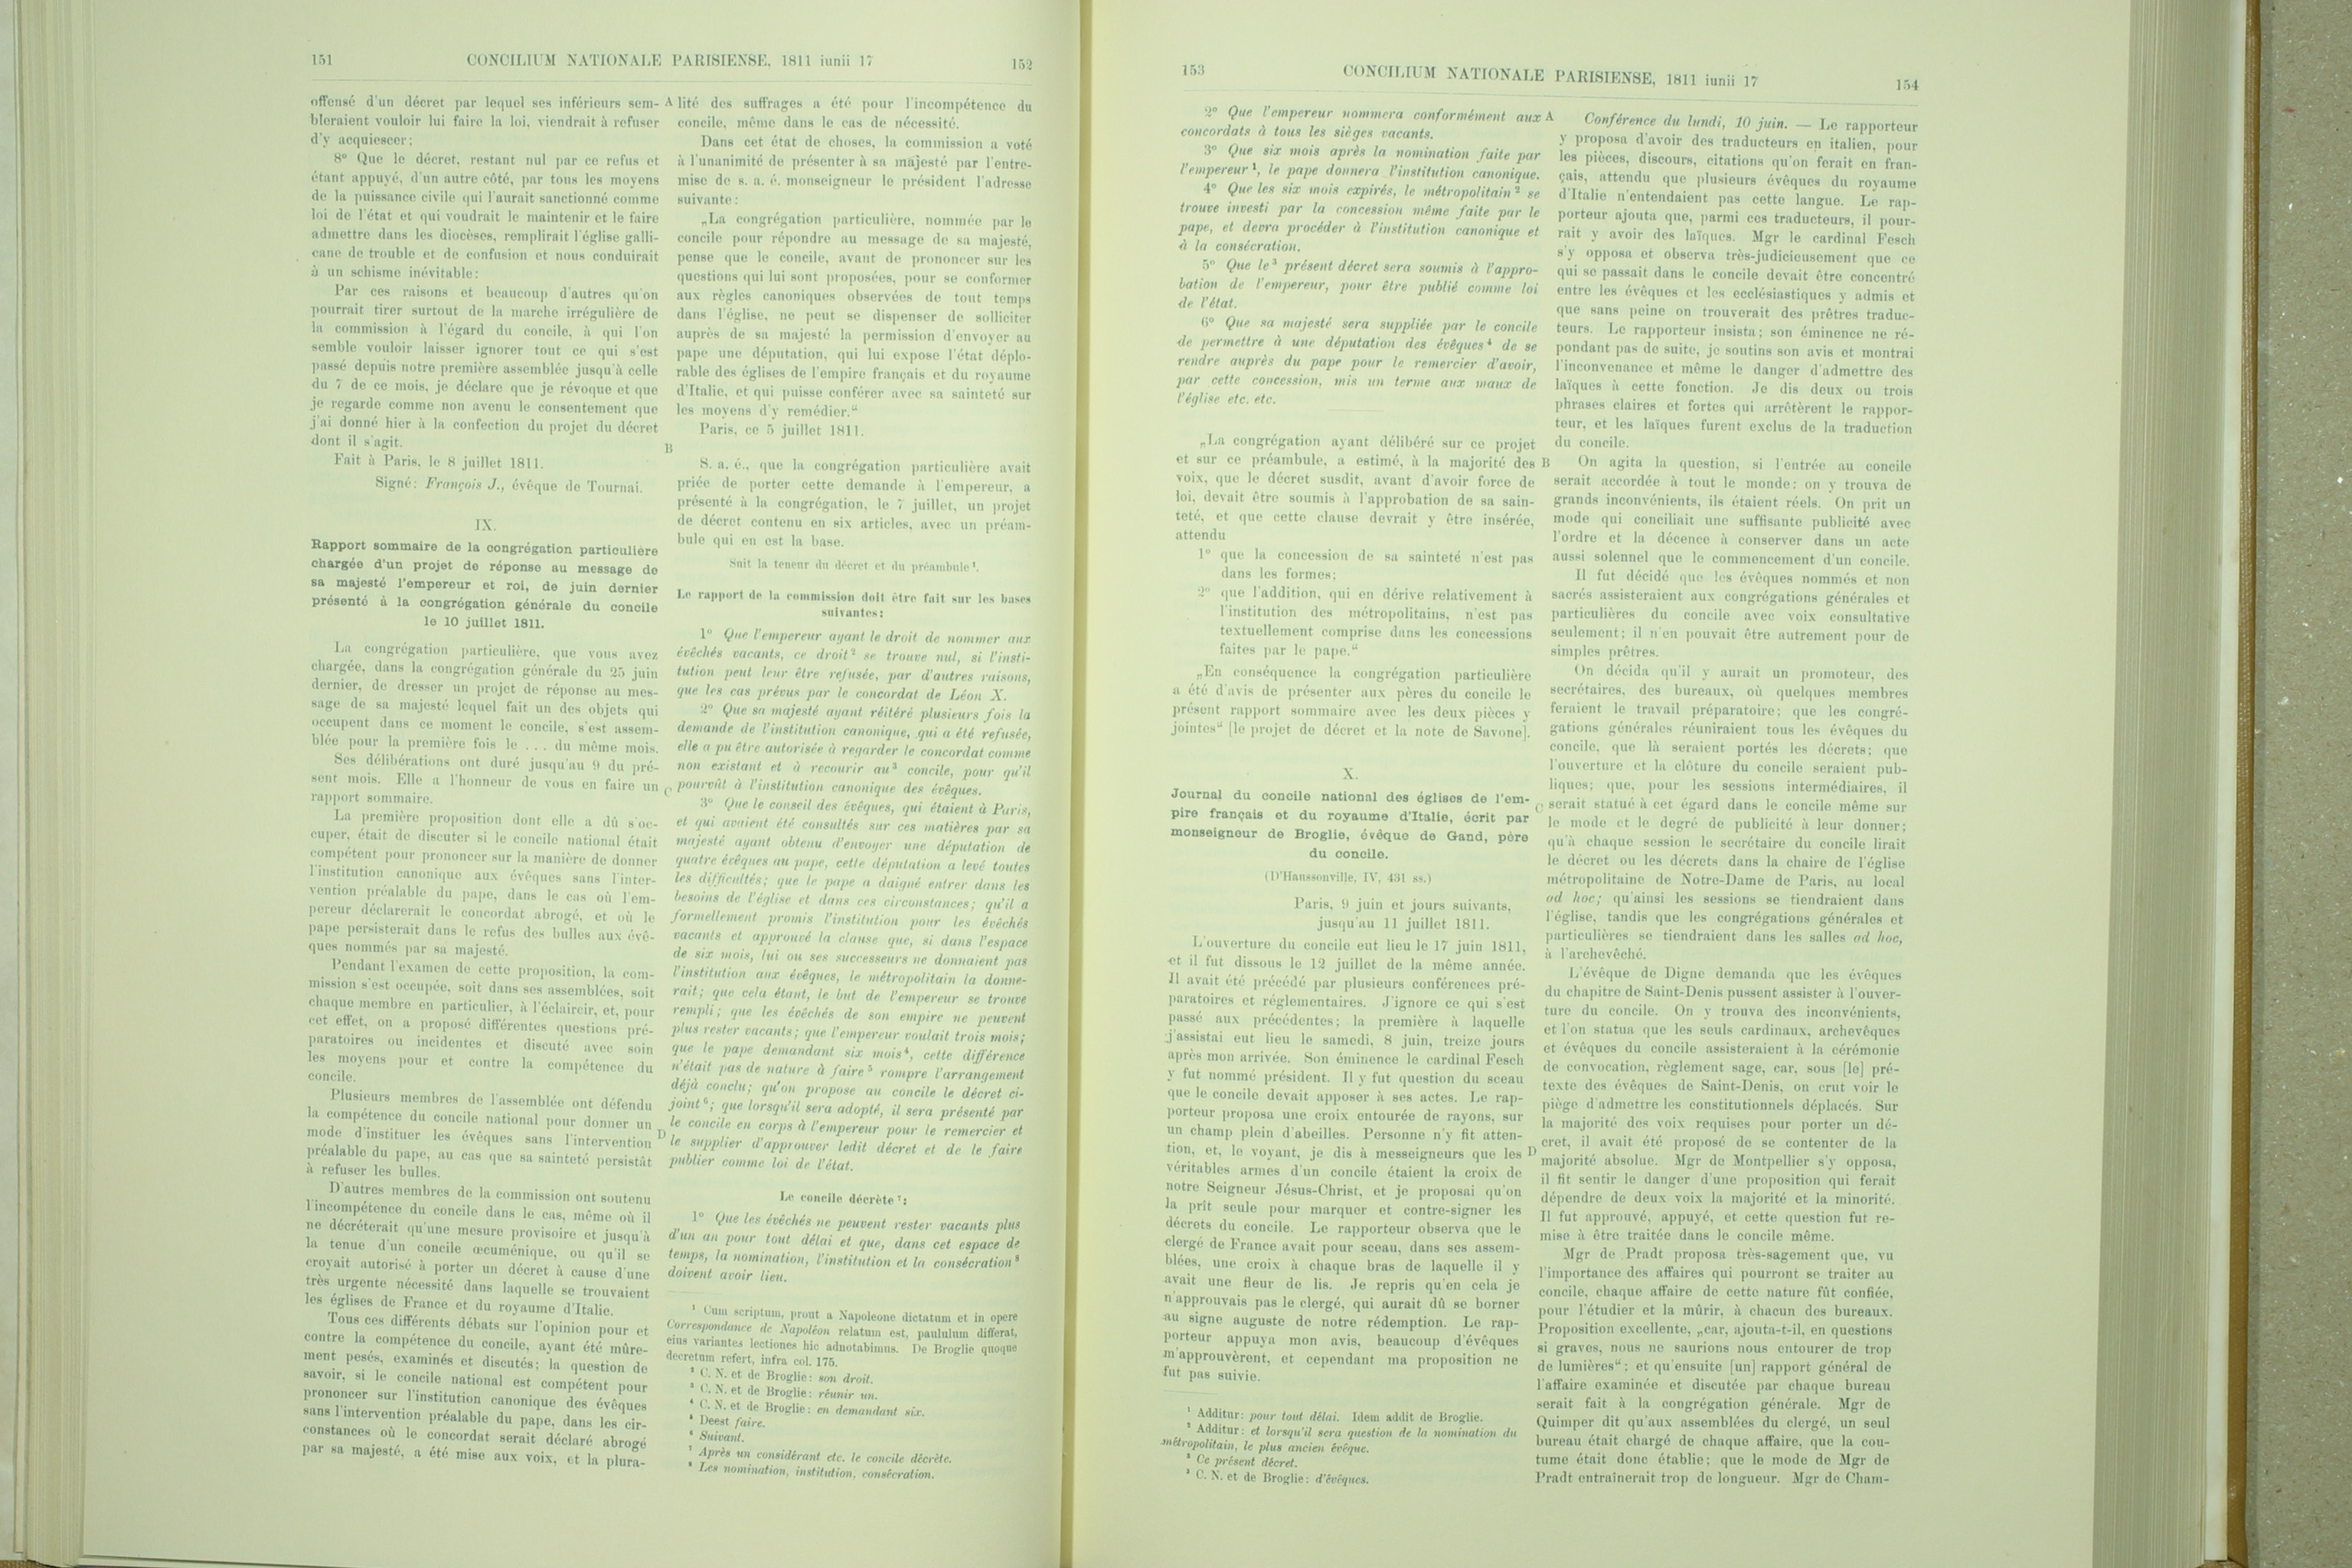 151
CONCILIUM NATIONALE PARISIENSE, 1811 iunii 17
152
offensé d'un décret par lequel ses inférieurs sem-
bleraient vouloir lui faire la loi, viendrait à refuser
d'y acquiescer;
8° Que le décret, restant nul par ce refus et
étant appuyé, d'un autre côté, par tous les moyens
de la puissance civile qui l'aurait sanctionné comme
loi de l'état et qui voudrait le maintenir et le faire
admettre dans les diocèses, remplirait l'église galli-
cane de trouble et de confusion et nous conduirait
à un schisme inévitable:
Par ces raisons et beaucoup d'autres qu'on
pourrait tirer surtout de la marche irrégulière de
la commission à l'égard du concile, à qui l'on
semble vouloir laisser ignorer tout ce qui s'est
passé depuis notre première assemblée jusqu'à celle
du 7 de ce mois, je déclare que je révoque et que
je regarde comme non avenu le consentement que
j'ai donné hier à la confection du projet du décret
dont il s'agit.
Fait à Paris, le 8 juillet 1811.
Signé: François J., évêque de Tournai.
IX.
Rapport sommaire de la congrégation particulière
chargée d'un projet de réponse au message de
sa majesté l'empereur et roi, de juin dernier
présenté à la congrégation générale du concile
le 10 juillet 1811.
La congrégation particulière, que vous avez
chargée, dans la congrégation générale du 25 juin
dernier, de dresser un projet de réponse au mes-
sage de sa majesté lequel fait un des objets qui
occupent dans ce moment le concile, s'est assem-
blée pour la première fois le . . . du même mois.
Ses délibérations ont duré jusqu'au 9 du pré-
sent mois. Elle a l'honneur de vous en faire un
rapport sommaire.
La première proposition dont elle a dû s'oc-
cuper, était de discuter si le concile national était
compétent pour prononcer sur la manière de donner
l'institution canonique aux évêques sans l'inter-
vention préalable du pape, dans le cas où l'em-
pereur déclarerait le concordat abrogé, et où le
pape persisterait dans le refus des bulles aux évê-
ques nommés par sa majesté.
Pendant l'examen de cette proposition, la com-
mission s'est occupée, soit dans ses assemblées, soit
chaque membre en particulier, à l'éclaircir, et, pour
cet effet, on a proposé différentes questions pré-
paratoires ou incidentes et discuté avec soin
les moyens pour et contre la compétence du
concile.
Plusieurs membres de l'assemblée ont défendu
la compétence du concile national pour donner un
mode d'instituer les évêques sans l'intervention
préalable du pape, au cas que sa sainteté persistât
à refuser les bulles.
D'autres membres de la commission ont soutenu
l'incompétence du concile dans le cas, même où il
ne décréterait qu'une mesure provisoire et jusqu'à
la tenue d'un concile œcuménique, ou qu'il se
croyait autorisé à porter un décret à cause d'une
très urgente nécessité dans laquelle se trouvaient
les églises de France et du royaume d'Italie.
Tous ces différents débats sur l'opinion pour et
contre la compétence du concile, ayant été mûre-
ment pesés, examinés et discutés; la question de
savoir, si le concile national est compétent pour
prononcer sur l'institution canonique des évêques
sans l'intervention préalable du pape, dans les cir-
constances où le concordat serait déclaré abrogé
par sa majesté, a été mise aux voix, et la plura-
A
B
C
D
lité des suffrages a été pour l'incompétence du
concile, même dans le cas de nécessité.
Dans cet état de choses, la commission a voté
à l'unanimité de présenter à sa majesté par l'entre-
mise de s. a. é. monseigneur le président l'adresse
suivante:
„La congrégation particulière, nommée par le
concile pour répondre au message de sa majesté,
pense que le concile, avant de prononcer sur les
questions qui lui sont proposées, pour se conformer
aux règles canoniques observées de tout temps
dans l'église, ne peut se dispenser de solliciter
auprès de sa majesté la permission d'envoyer au
pape une députation, qui lui expose l'état déplo-
rable des églises de l'empire français et du royaume
d'Italie, et qui puisse conférer avec sa sainteté sur
les moyens d'y remédier.“
Paris, ce 5 juillet 1811.
S. a. é., que la congrégation particulière avait
priée de porter cette demande à l'empereur, a
présenté à la congrégation, le 7 juillet, un projet
de décret contenu en six articles, avec un préam-
bule qui en est la base.
Suit la teneur du décret et du préambule¹.
Le rapport de la commission doit être fait sur les bases
suivantes:
1° Que l'empereur ayant le droit de nommer aux
évêchés vacants, ce droit² se trouve nul, si l'insti-
tution peut leur être refusée, par d'autres raisons,
que les cas prévus par le concordat de Léon X.
2° Que sa majesté ayant réitéré plusieurs fois la
demande de l'institution canonique, qui a été refusée,
elle a pu être autorisée à regarder le concordat comme
non existant et à recourir au³ concile, pour qu'il
pourvût à l'institution canonique des évêques.
3° Que le conseil des évêques, qui étaient à Paris,
et qui avaient été consultés sur ces matières par sa
majesté ayant obtenu d'envoyer une députation de
quatre évêques au pape, cette députation a levé toutes
les difficultés; que le pape a daigné entrer dans les
besoins de l'église et dans ces circonstances; qu'il a
formellement promis l'institution pour les évêchés
vacants et approuvé la clause que, si dans l'espace
de six mois, lui ou ses successeurs ne donnaient pas
l'institution aux évêques, le métropolitain la donne-
rait; que cela étant, le but de l'empereur se trouve
rempli; que les évêchés de son empire ne peuvent
plus rester vacants; que l'empereur voulait trois mois;
que le pape demandant six mois⁴, cette différence
n'était pas de nature à faire⁵ rompre l'arrangement
déjà conclu; qu'on propose au concile le décret ci-
joint⁶; que lorsqu'il sera adopté, il sera présenté par
le concile en corps à l'empereur pour le remercier et
le supplier d'approuver ledit décret et de le faire
publier comme loi de l'état.
Le concile décrète⁷:
1° Que les évêchés ne peuvent rester vacants plus
d'un an pour tout délai et que, dans cet espace de
temps, la nomination, l'institution et la consécration⁸
doivent avoir lieu.
¹ Cum scriptum, prout a Napoleone dictatum et in opere
Correspondance de Napoléon relatum est, paululum differat,
eius variantes lectiones hic adnotabimus. De Broglie quoque
decretum refert, infra col. 175.
² C. N. et de Broglie: son droit.
³ C. N. et de Broglie: réunir un.
⁴ C. N. et de Broglie: en demandant six.
⁵ Deest faire.
⁶ Suivant.
⁷ Après un considérant etc. le concile décrète.
⁸ Les nomination, institution, consécration.
153
CONCILIUM NATIONALE PARISIENSE, 1811 iunii 17
154
2° Que l'empereur nommera conformément aux
concordats à tous les sièges vacants.
3° Que six mois après la nomination faite par
l'empereur¹, le pape donnera l'institution canonique.
4° Que les six mois expirés, le métropolitain² se
trouve investi par la concession même faite par le
pape, et devra procéder à l'institution canonique et
à la consécration.
5° Que le³ présent décret sera soumis à l'appro-
bation de l'empereur, pour être publié comme loi
de l'état.
6° Que sa majesté sera suppliée par le concile
de permettre à une députation des évêques⁴ de se
rendre auprès du pape pour le remercier d'avoir,
par cette concession, mis un terme aux maux de
l'église etc. etc.
„La congrégation ayant délibéré sur ce projet
et sur ce préambule, a estimé, à la majorité des
voix, que le décret susdit, avant d'avoir force de
loi, devait être soumis à l'approbation de sa sain-
teté, et que cette clause devrait y être insérée,
attendu
1° que la concession de sa sainteté n'est pas
dans les formes;
2° que l'addition, qui en dérive relativement à
l'institution des métropolitains, n'est pas
textuellement comprise dans les concessions
faites par le pape.“
„En conséquence la congrégation particulière
a été d'avis de présenter aux pères du concile le
présent rapport sommaire avec les deux pièces y
jointes“ [le projet de décret et la note de Savone].
X.
Journal du concile national des églises de l'em-
pire français et du royaume d'Italie, écrit par
monseigneur de Broglie, évêque de Gand, père
du concile.
(D'Haussonville, IV, 431 ss.)
Paris, 9 juin et jours suivants,
jusqu'au 11 juillet 1811.
L'ouverture du concile eut lieu le 17 juin 1811,
et il fut dissous le 12 juillet de la même année.
Il avait été précédé par plusieurs conférences pré-
paratoires et réglementaires. J'ignore ce qui s'est
passé aux précédentes; la première à laquelle
j'assistai eut lieu le samedi, 8 juin, treize jours
après mon arrivée. Son éminence le cardinal Fesch
y fut nommé président. Il y fut question du sceau
que le concile devait apposer à ses actes. Le rap-
porteur proposa une croix entourée de rayons, sur
un champ plein d'abeilles. Personne n'y fit atten-
tion, et, le voyant, je dis à messeigneurs que les
véritables armes d'un concile étaient la croix de
notre Seigneur Jésus-Christ, et je proposai qu'on
la prît seule pour marquer et contre-signer les
décrets du concile. Le rapporteur observa que le
clergé de France avait pour sceau, dans ses assem-
blées, une croix à chaque bras de laquelle il y
avait une fleur de lis. Je repris qu'en cela je
n'approuvais pas le clergé, qui aurait dû se borner
au signe auguste de notre rédemption. Le rap-
porteur appuya mon avis, beaucoup d'évêques
m'approuvèrent, et cependant ma proposition ne
fut pas suivie.
¹ Additur: pour tout délai. Idem addit de Broglie.
² Additur: et lorsqu'il sera question de la nomination du
métropolitain, le plus ancien évêque.
³ Ce présent décret.
³ C. N. et de Broglie: d'évêques.
A
B
C
D
Conférence du lundi, 10 juin. — Le rapporteur
y proposa d'avoir des traducteurs en italien, pour
les pièces, discours, citations qu'on ferait en fran-
çais, attendu que plusieurs évêques du royaume
d'Italie n'entendaient pas cette langue. Le rap-
porteur ajouta que, parmi ces traducteurs, il pour-
rait y avoir des laïques. Mgr le cardinal Fesch
s'y opposa et observa très-judicieusement que ce
qui se passait dans le concile devait être concentré
entre les évêques et les ecclésiastiques y admis et
que sans peine on trouverait des prêtres traduc-
teurs. Le rapporteur insista; son éminence ne ré-
pondant pas de suite, je soutins son avis et montrai
l'inconvenance et même le danger d'admettre des
laïques à cette fonction. Je dis deux ou trois
phrases claires et fortes qui arrêtèrent le rappor-
teur, et les laïques furent exclus de la traduction
du concile.
On agita la question, si l'entrée au concile
serait accordée à tout le monde: on y trouva de
grands inconvénients, ils étaient réels. On prit un
mode qui conciliait une suffisante publicité avec
l'ordre et la décence à conserver dans un acte
aussi solennel que le commencement d'un concile.
Il fut décidé que les évêques nommés et non
sacrés assisteraient aux congrégations générales et
particulières du concile avec voix consultative
seulement; il n'en pouvait être autrement pour de
simples prêtres.
On décida qu'il y aurait un promoteur, des
secrétaires, des bureaux, où quelques membres
feraient le travail préparatoire; que les congré-
gations générales réuniraient tous les évêques du
concile, que là seraient portés les décrets; que
l'ouverture et la clôture du concile seraient pub-
liques; que, pour les sessions intermédiaires, il
serait statué à cet égard dans le concile même sur
le mode et le degré de publicité à leur donner;
qu'à chaque session le secrétaire du concile lirait
le décret ou les décrets dans la chaire de l'église
métropolitaine de Notre-Dame de Paris, au local
ad hoc; qu'ainsi les sessions se tiendraient dans
l'église, tandis que les congrégations générales et
particulières se tiendraient dans les salles ad hoc,
à l'archevêché.
L'évêque de Digne demanda que les évêques
du chapitre de Saint-Denis pussent assister à l'ouver-
ture du concile. On y trouva des inconvénients,
et l'on statua que les seuls cardinaux, archevêques
et évêques du concile assisteraient à la cérémonie
de convocation, règlement sage, car, sous [le] pré-
texte des évêques de Saint-Denis, on crut voir le
piège d'admettre les constitutionnels déplacés. Sur
la majorité des voix requises pour porter un dé-
cret, il avait été proposé de se contenter de la
majorité absolue. Mgr de Montpellier s'y opposa,
il fit sentir le danger d'une proposition qui ferait
dépendre de deux voix la majorité et la minorité.
Il fut approuvé, appuyé, et cette question fut re-
mise à être traitée dans le concile même.
Mgr de Pradt proposa très-sagement que, vu
l'importance des affaires qui pourront se traiter au
concile, chaque affaire de cette nature fût confiée,
pour l'étudier et la mûrir, à chacun des bureaux.
Proposition excellente, „car, ajouta-t-il, en questions
si graves, nous ne saurions nous entourer de trop
de lumières“; et qu'ensuite [un] rapport général de
l'affaire examinée et discutée par chaque bureau
serait fait à la congrégation générale. Mgr de
Quimper dit qu'aux assemblées du clergé, un seul
bureau était chargé de chaque affaire, que la cou-
tume était donc établie; que le mode de Mgr de
Pradt entraînerait trop de longueur. Mgr de Cham-